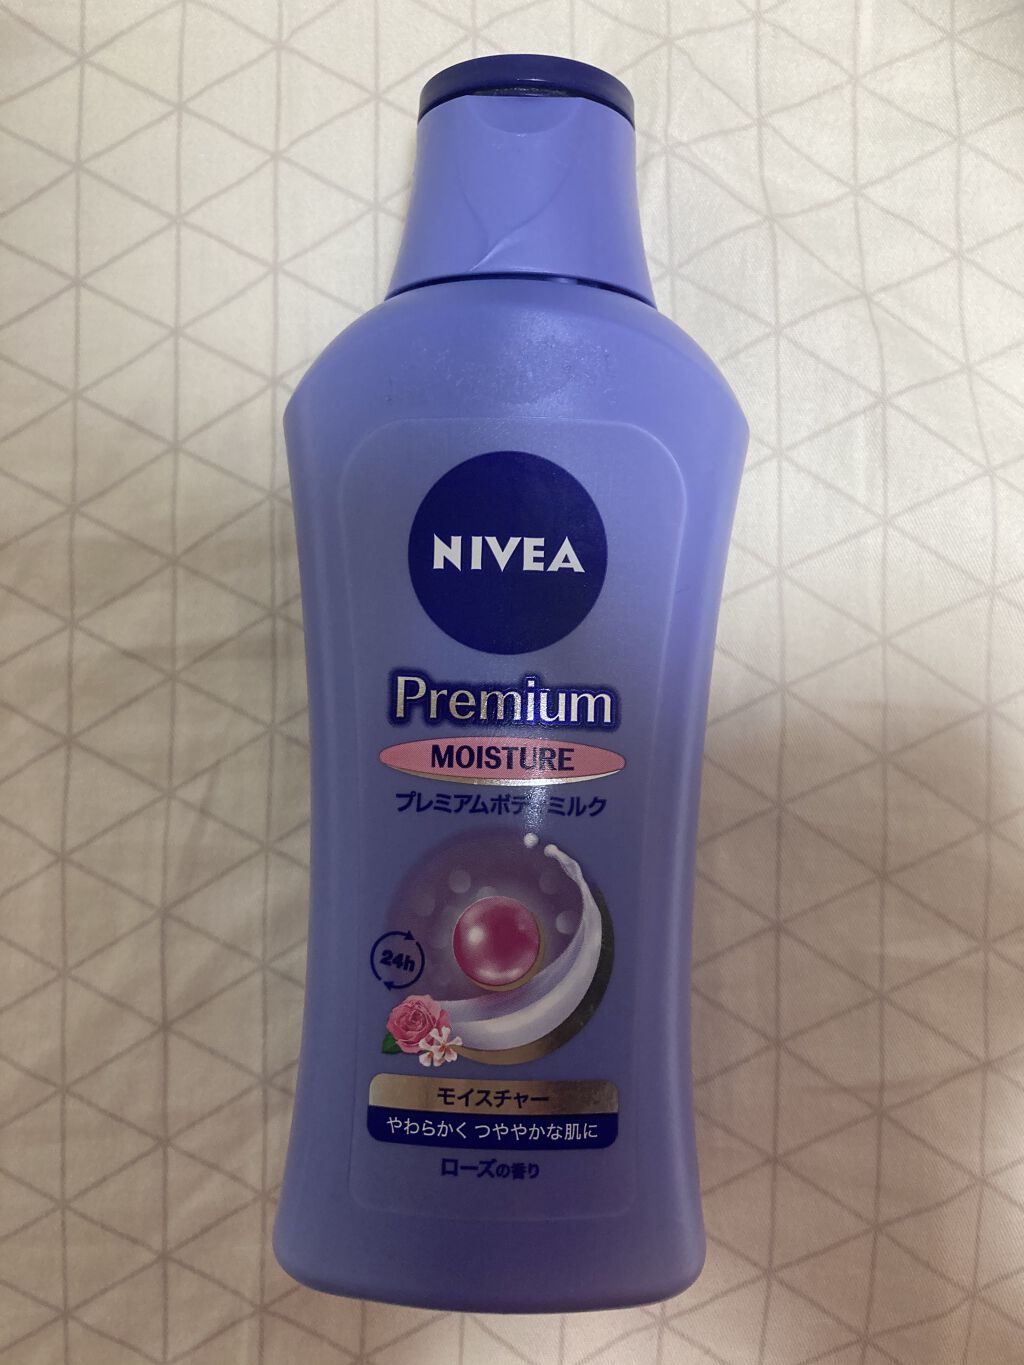 NIVEA
Premium
MOISTURE
プレミアムボディミルク
24h
モイスチャー
やわらかく つややかな肌に
ローズの香り